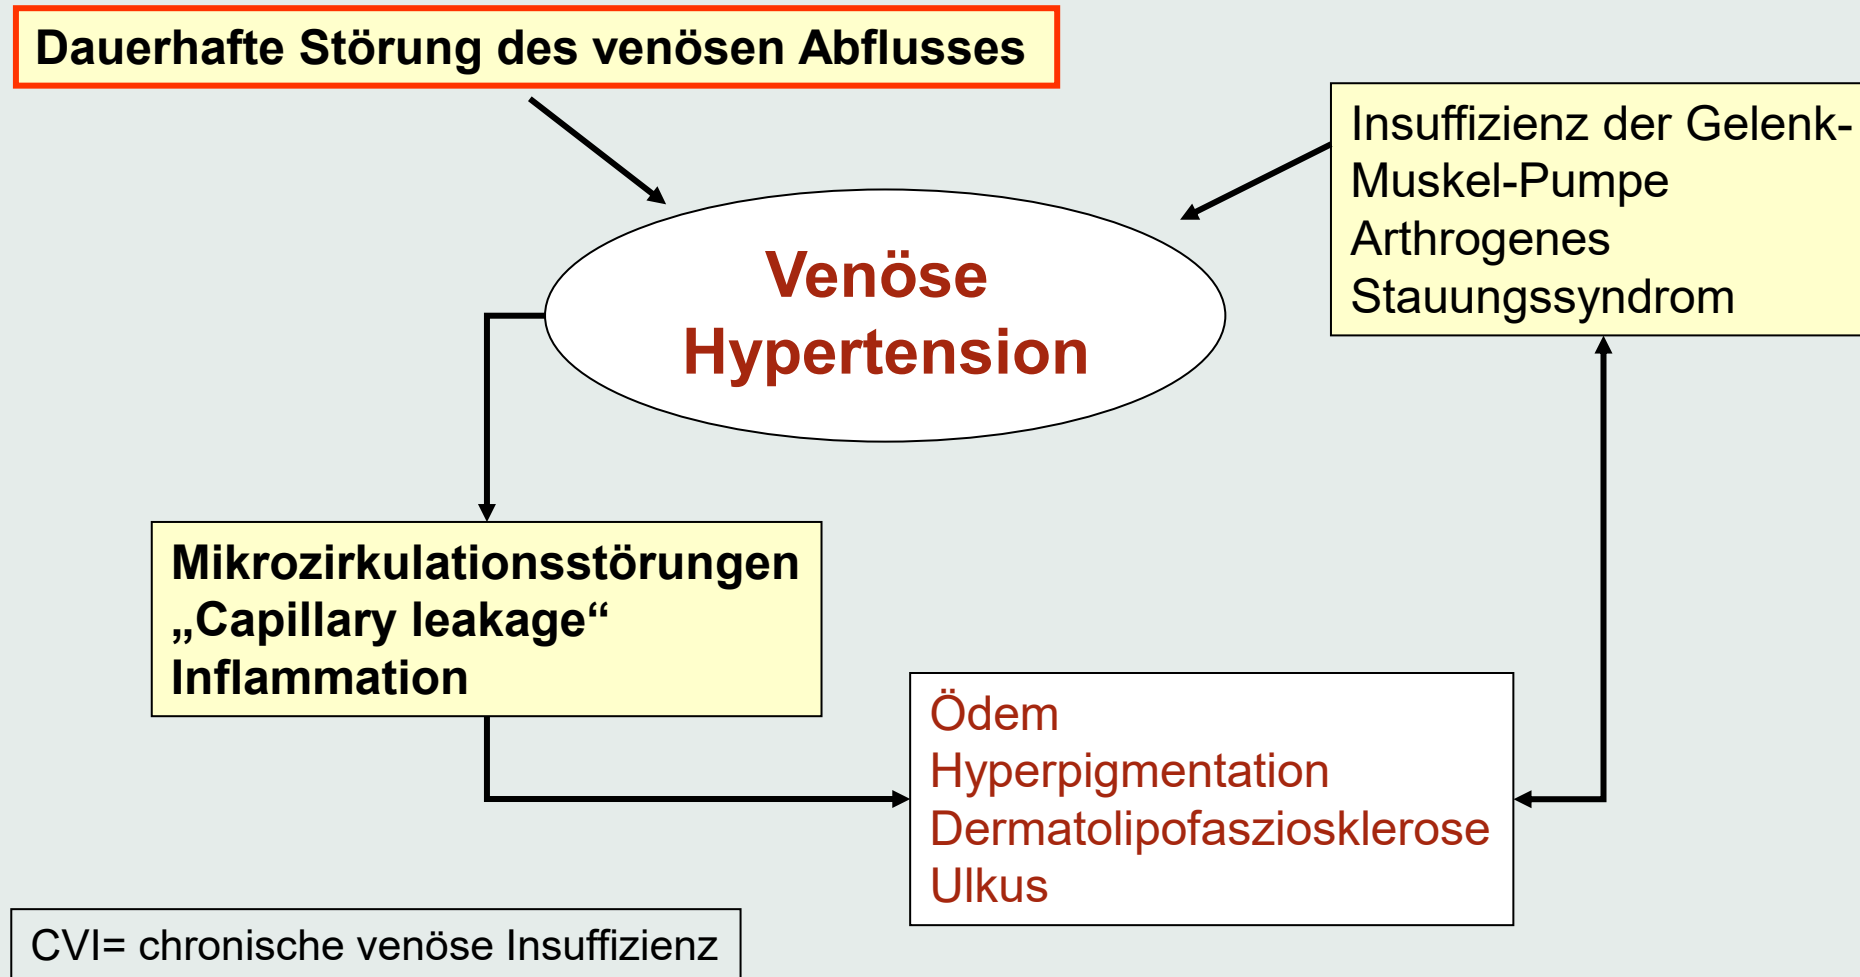 Dauerhafte Störung des venösen Abflusses
Insuffizienz der Gelenk-
Muskel-Pumpe
Arthrogenes
Stauungssyndrom
Venöse
Hypertension
Mikrozirkulationsstörungen
„Capillary leakage“
Inflammation
Ödem
Hyperpigmentation
Dermatolipofasziosklerose
Ulkus
CVI= chronische venöse Insuffizienz